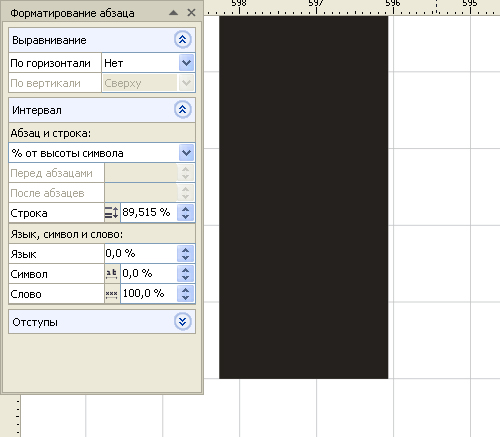 Форматирование абзаца
598 597 596 595
Выравнивание
По горизонтали Нет
По вертикали Сверху
Интервал
Абзац и строка:
% от высоты символа
Перед абзацами
После абзацев
Строка 89,515 %
Язык, символ и слово:
Язык 0,0 %
Символ ab 0,0 %
Слово xxx 100,0 %
Отступы